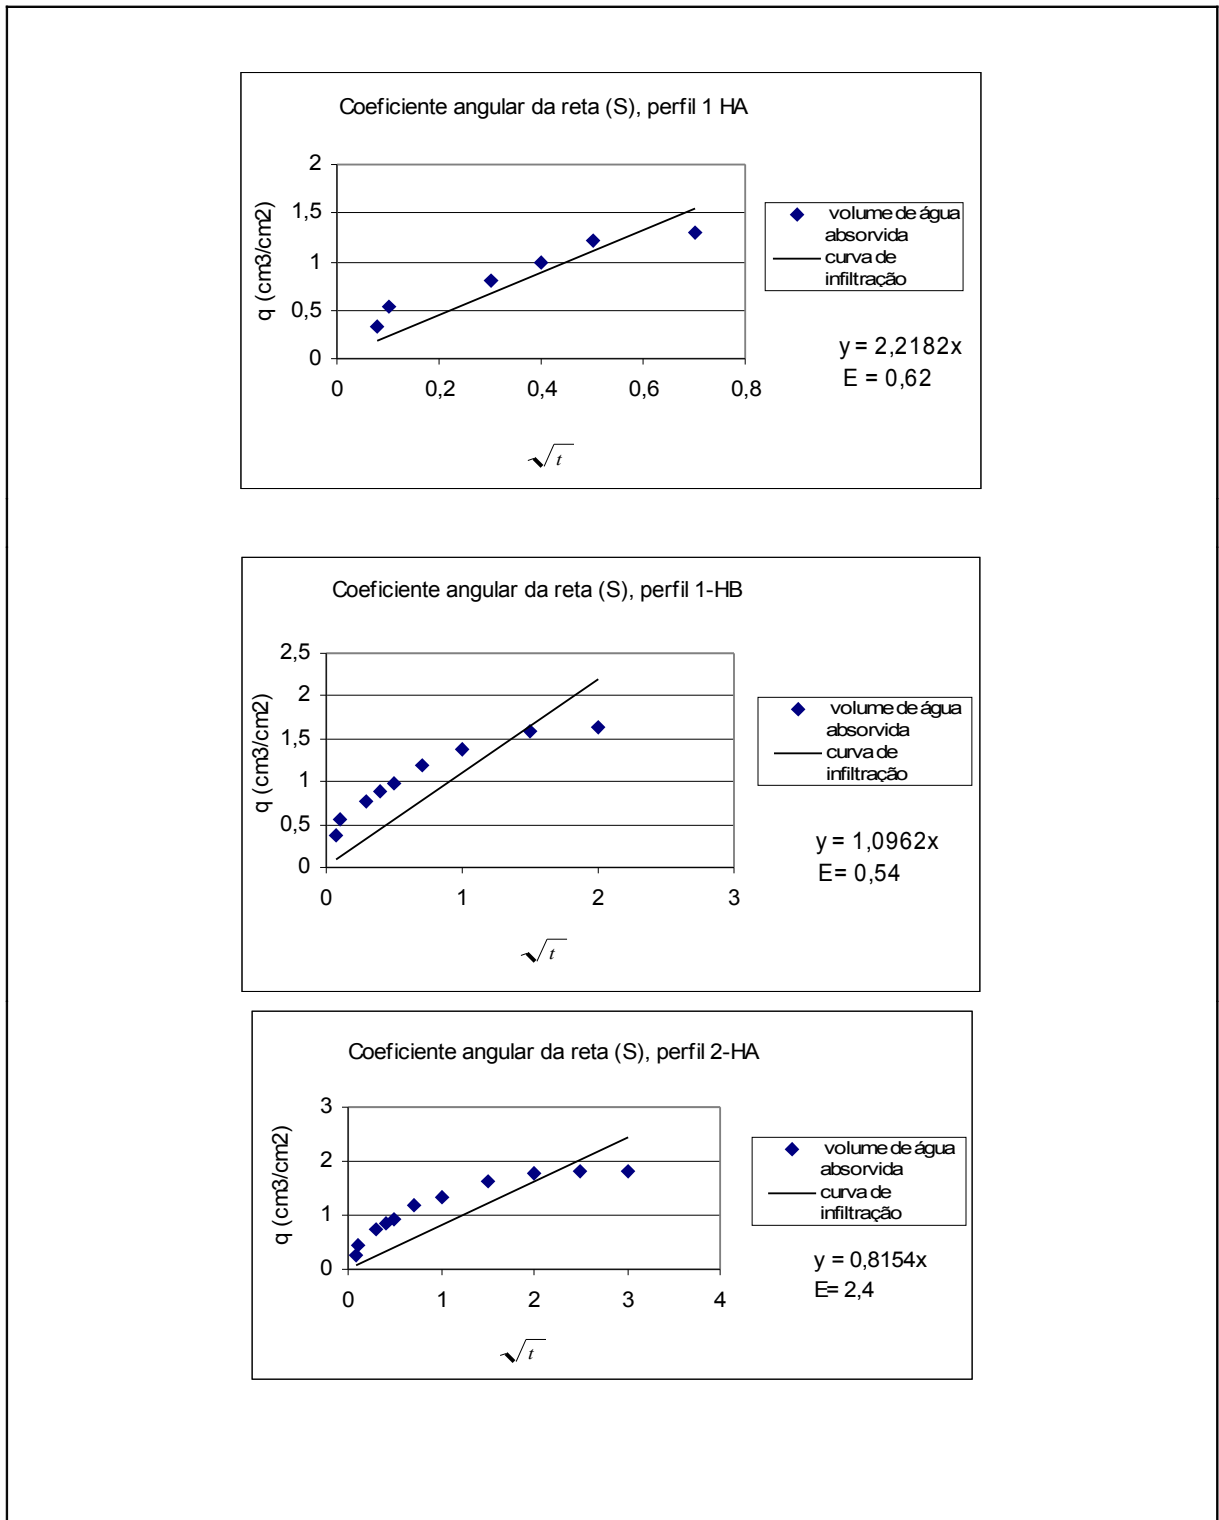 Coeficiente angular da reta (S), perfil 1 HA
2
1,5
1
0,5
0
q (cm3/cm2)
0 0,2 0,4 0,6 0,8
√t
volume de água
absorvida
curva de
infiltração
y = 2,2182x
E = 0,62
Coeficiente angular da reta (S), perfil 1-HB
2,5
2
1,5
1
0,5
0
q (cm3/cm2)
0 1 2 3
√t
volume de água
absorvida
curva de
infiltração
y = 1,0962x
E= 0,54
Coeficiente angular da reta (S), perfil 2-HA
3
2
1
0
q (cm3/cm2)
0 1 2 3 4
√t
volume de água
absorvida
curva de
infiltração
y = 0,8154x
E= 2,4